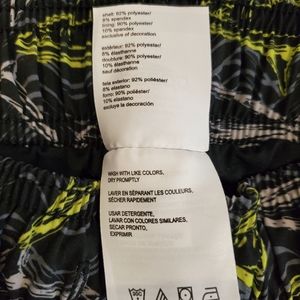 shell: 92% polyester/
8% spandex
lining: 90% polyester/
10% spandex
exclusive of decoration
extérieur: 92% polyester/
8% élasthanne
doublure: 90% polyester/
10% élasthanne
sauf décoration
tela exterior: 92% poliéster/
8% elastano
forro: 90% poliéster/
10% elastano
excluye la decoración
WASH WITH LIKE COLORS,
DRY PROMPTLY
LAVER EN SÉPARANT LES COULEURS,
SÉCHER RAPIDEMENT
USAR DETERGENTE,
LAVAR CON COLORES SIMILARES,
SECAR PRONTO,
EXPRIMIR